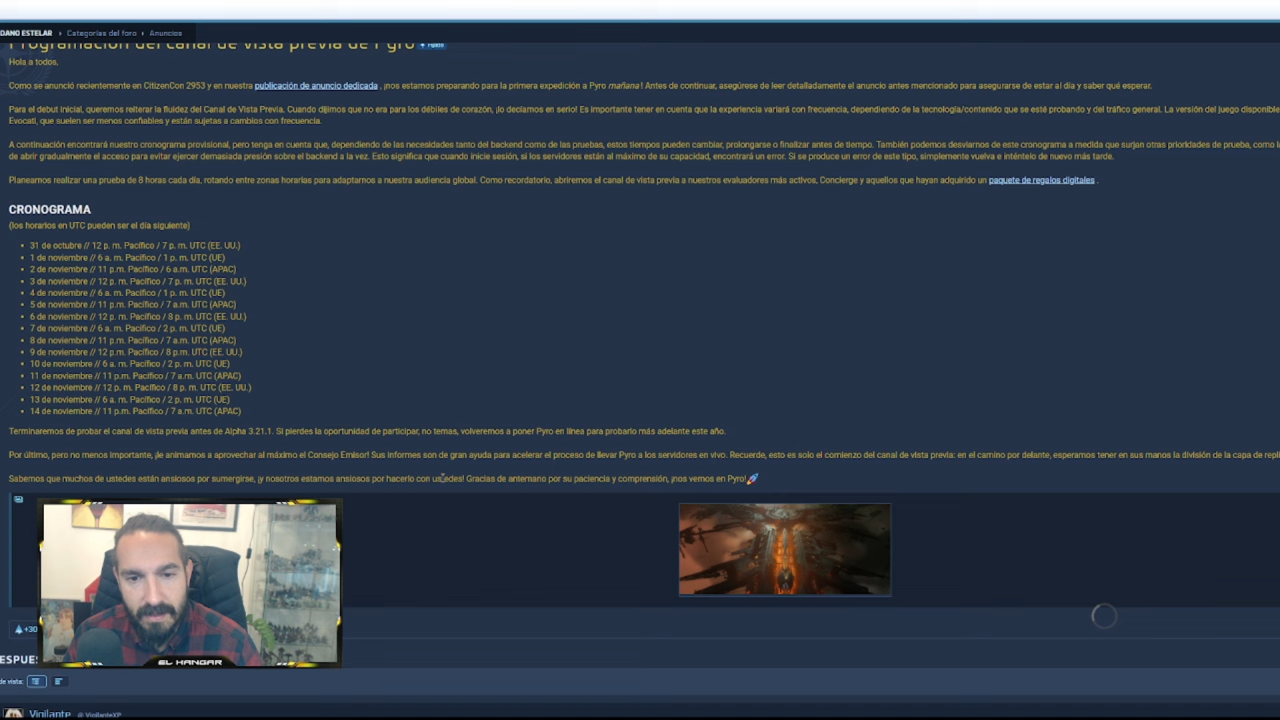 DANO ESTELAR › Categorías del foro › Anuncios
Programación del canal de vista previa de Pyro
Hola a todos,
Como se anunció recientemente en CitizenCon 2953 y en nuestra publicación de anuncio dedicada , ¡nos estamos preparando para la primera expedición a Pyro mañana! Antes de continuar, asegúrese de leer detalladamente el anuncio antes mencionado para asegurarse de estar al día y saber qué esperar.
Para el debut inicial, queremos reiterar la fluidez del Canal de Vista Previa. Cuando dijimos que no era para los débiles de corazón, ¡lo decíamos en serio! Es importante tener en cuenta que la experiencia variará con frecuencia, dependiendo de la tecnología/contenido que se esté probando y del tráfico general. La versión del juego disponible
Evocati, que suelen ser menos confiables y están sujetas a cambios con frecuencia.
A continuación encontrará nuestro cronograma provisional, pero tenga en cuenta que, dependiendo de las necesidades tanto del backend como de las pruebas, estos tiempos pueden cambiar, prolongarse o finalizar antes de tiempo. También podemos desviarnos de este cronograma a medida que surjan otras prioridades de prueba, como la
de abrir gradualmente el acceso para evitar ejercer demasiada presión sobre el backend a la vez. Esto significa que cuando inicie sesión, si los servidores están al máximo de su capacidad, encontrará un error. Si se produce un error de este tipo, simplemente vuelva e inténtelo de nuevo más tarde.
Planeamos realizar una prueba de 8 horas cada día, rotando entre zonas horarias para adaptarnos a nuestra audiencia global. Como recordatorio, abriremos el canal de vista previa a nuestros evaluadores más activos, Concierge y aquellos que hayan adquirido un paquete de regalos digitales .
CRONOGRAMA
(los horarios en UTC pueden ser el día siguiente)
• 31 de octubre // 12 p. m. Pacífico / 7 p. m. UTC (EE. UU.)
• 1 de noviembre // 6 a. m. Pacífico / 1 p. m. UTC (UE)
• 2 de noviembre // 11 p.m. Pacífico / 6 a.m. UTC (APAC)
• 3 de noviembre // 12 p. m. Pacífico / 7 p. m. UTC (EE. UU.)
• 4 de noviembre // 6 a. m. Pacífico / 1 p. m. UTC (UE)
• 5 de noviembre // 11 p.m. Pacífico / 7 a.m. UTC (APAC)
• 6 de noviembre // 12 p. m. Pacífico / 8 p. m. UTC (EE. UU.)
• 7 de noviembre // 6 a. m. Pacífico / 2 p. m. UTC (UE)
• 8 de noviembre // 11 p.m. Pacífico / 7 a.m. UTC (APAC)
• 9 de noviembre // 12 p.m. Pacífico / 8 p.m. UTC (EE. UU.)
• 10 de noviembre // 6 a. m. Pacífico / 2 p. m. UTC (UE)
• 11 de noviembre // 11 p.m. Pacífico / 7 a.m. UTC (APAC)
• 12 de noviembre // 12 p. m. Pacífico / 8 p. m. UTC (EE. UU.)
• 13 de noviembre // 6 a. m. Pacífico / 2 p. m. UTC (UE)
• 14 de noviembre // 11 p.m. Pacífico / 7 a.m. UTC (APAC)
Terminaremos de probar el canal de vista previa antes de Alpha 3.21.1. Si pierdes la oportunidad de participar, no temas, volveremos a poner Pyro en línea para probarlo más adelante este año.
Por último, pero no menos importante, ¡le animamos a aprovechar al máximo el Consejo Emisor! Sus informes son de gran ayuda para acelerar el proceso de llevar Pyro a los servidores en vivo. Recuerde, esto es solo el comienzo del canal de vista previa: en el camino por delante, esperamos tener en sus manos la división de la capa de repli
Sabemos que muchos de ustedes están ansiosos por sumergirse, ¡y nosotros estamos ansiosos por hacerlo con ustedes! Gracias de antemano por su paciencia y comprensión, ¡nos vemos en Pyro!🚀
+30
EL HANGAR
ESPUES
de vista:
Vigilante @ VigilanteXP